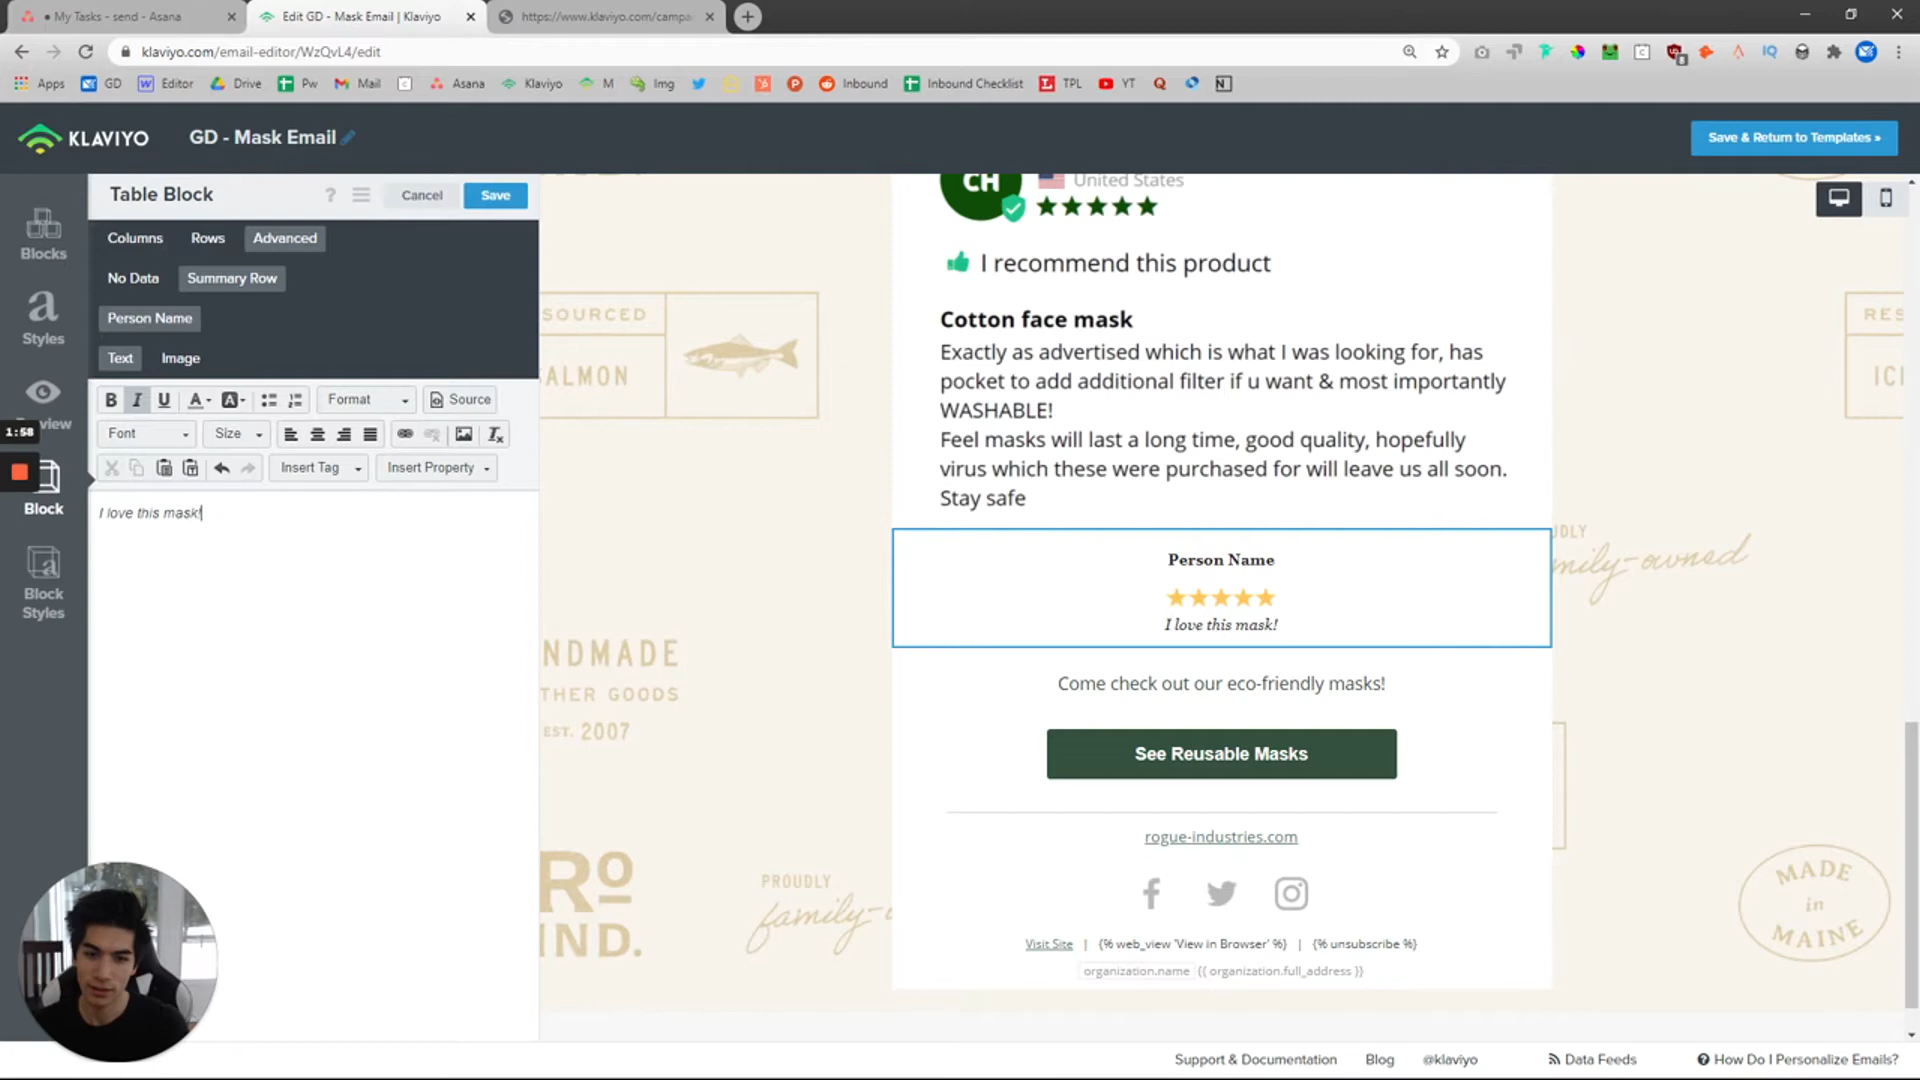 My Tasks - send - Asana
Edit GD - Mask Email | Klaviyo
https://www.klaviyo.com/campa
klaviyo.com/email-editor/WzQvL4/edit
Apps
GD
Editor
Drive
Pw
Mail
Asana
Klaviyo
M
Img
Inbound
Inbound Checklist
TPL
YT
KLAVIYO
GD - Mask Email
Save & Return to Templates »
Table Block
?
Cancel
Save
Columns
Rows
Advanced
No Data
Summary Row
Person Name
Text
Image
Blocks
Styles
view
Block
Block
Styles
1:58
B I U A A
Format
Source
Font
Size
Insert Tag
Insert Property
I love this mask!
CH
United States
I recommend this product
Cotton face mask
Exactly as advertised which is what I was looking for, has
pocket to add additional filter if u want & most importantly
WASHABLE!
Feel masks will last a long time, good quality, hopefully
virus which these were purchased for will leave us all soon.
Stay safe
Person Name
I love this mask!
Come check out our eco-friendly masks!
See Reusable Masks
rogue-industries.com
Visit Site | {% web_view 'View in Browser' %} | {% unsubscribe %}
organization.name {{ organization.full_address }}
SOURCED
ALMON
NDMADE
THER GOODS
EST. 2007
RO
IND.
PROUDLY
family-
RES
ICI
DLY
mily-owned
MADE
in
MAINE
Support & Documentation
Blog
@klaviyo
Data Feeds
How Do I Personalize Emails?